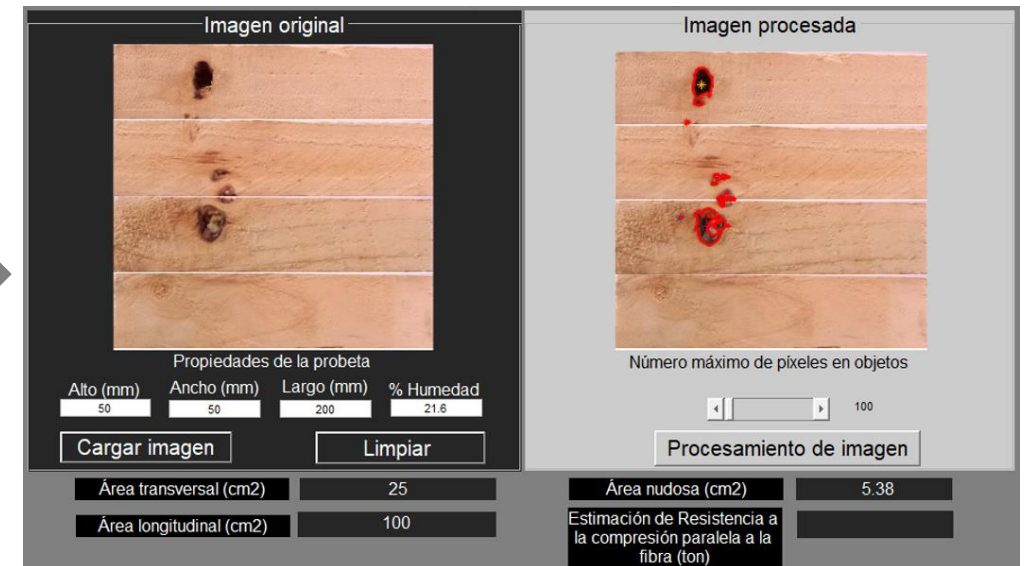 Imagen original
Imagen procesada
Propiedades de la probeta
Alto (mm) Ancho (mm) Largo (mm) % Humedad
50 50 200 21.6
Cargar imagen Limpiar
Número máximo de píxeles en objetos
100
Procesamiento de imagen
Área transversal (cm2) 25
Área longitudinal (cm2) 100
Área nudosa (cm2) 5.38
Estimación de Resistencia a
la compresión paralela a la
fibra (ton)